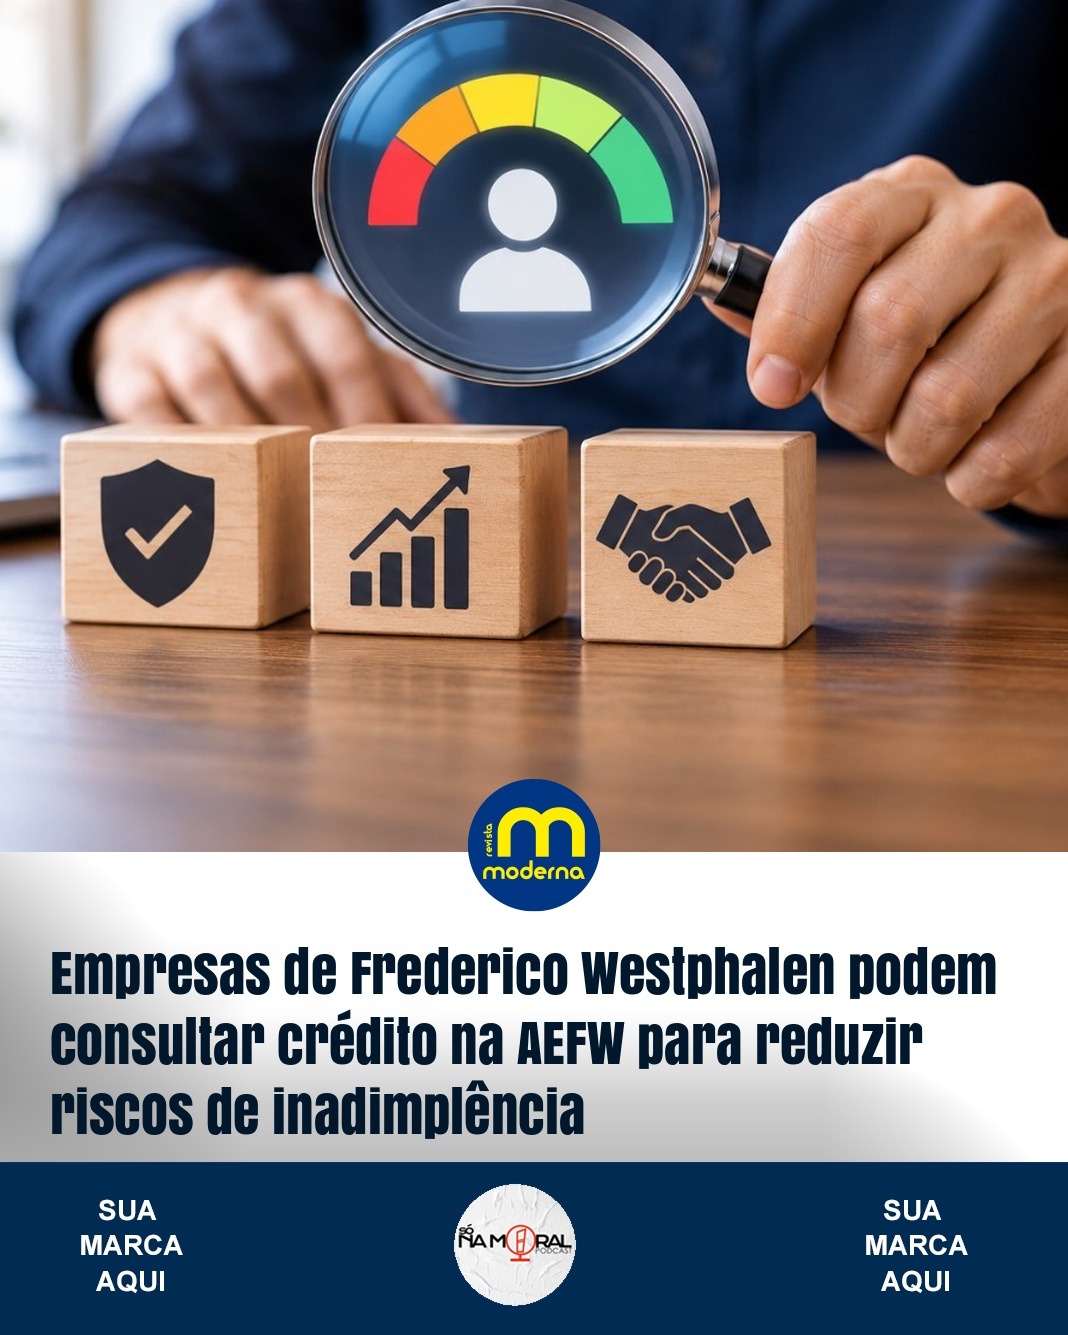 revista
m
moderna
Empresas de Frederico Westphalen podem
consultar crédito na AEFW para reduzir
riscos de inadimplência
SUA
MARCA
AQUI
SÓ
NA MORAL
PODCAST
SUA
MARCA
AQUI